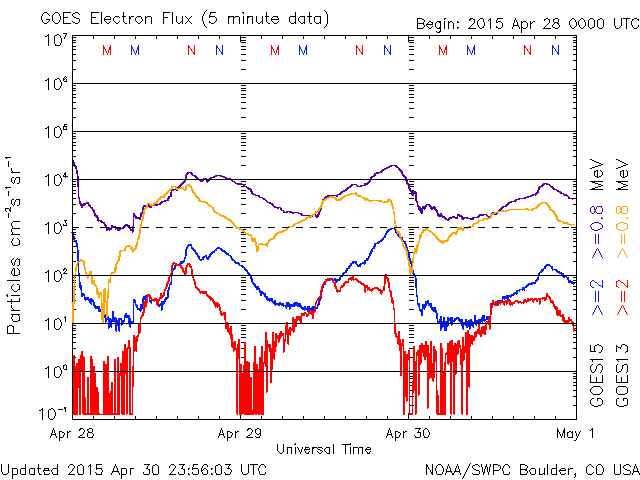 GOES Electron Flux (5 minute data)
Begin: 2015 Apr 28 0000 UTC
10⁷
M M N N M M N N M M N N
10⁶
10⁵
10⁴
10³
10²
10¹
10⁰
10⁻¹
Particles cm⁻²s⁻¹sr⁻¹
Apr 28 Apr 29 Apr 30 May 1
Universal Time
GOES15 >=2 >=0.8 MeV
GOES13 >=2 >=0.8 MeV
Updated 2015 Apr 30 23:56:03 UTC
NOAA/SWPC Boulder, CO USA